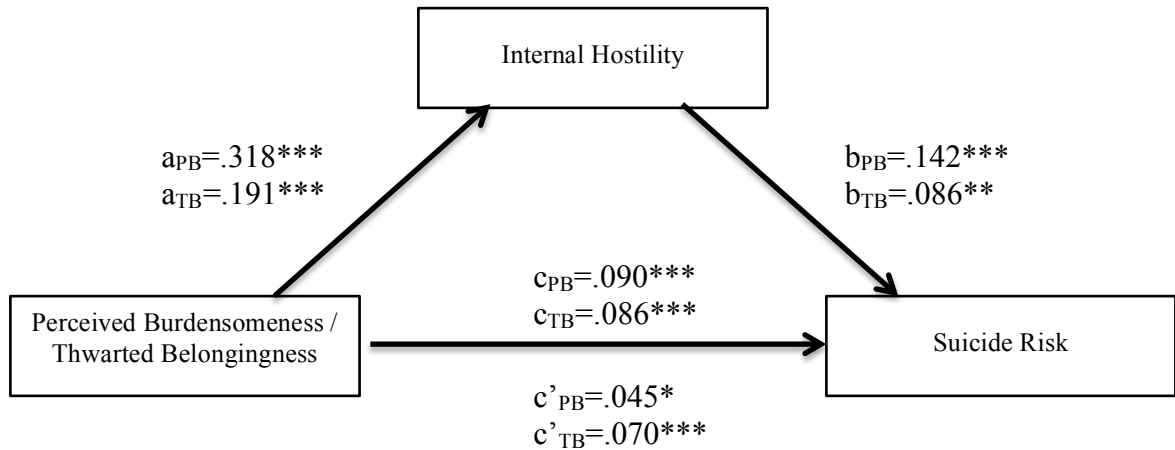 Internal Hostility
aPB=.318***
aTB=.191***
bPB=.142***
bTB=.086**
cPB=.090***
cTB=.086***
Perceived Burdensomeness /
Thwarted Belongingness
Suicide Risk
c’PB=.045*
c’TB=.070***